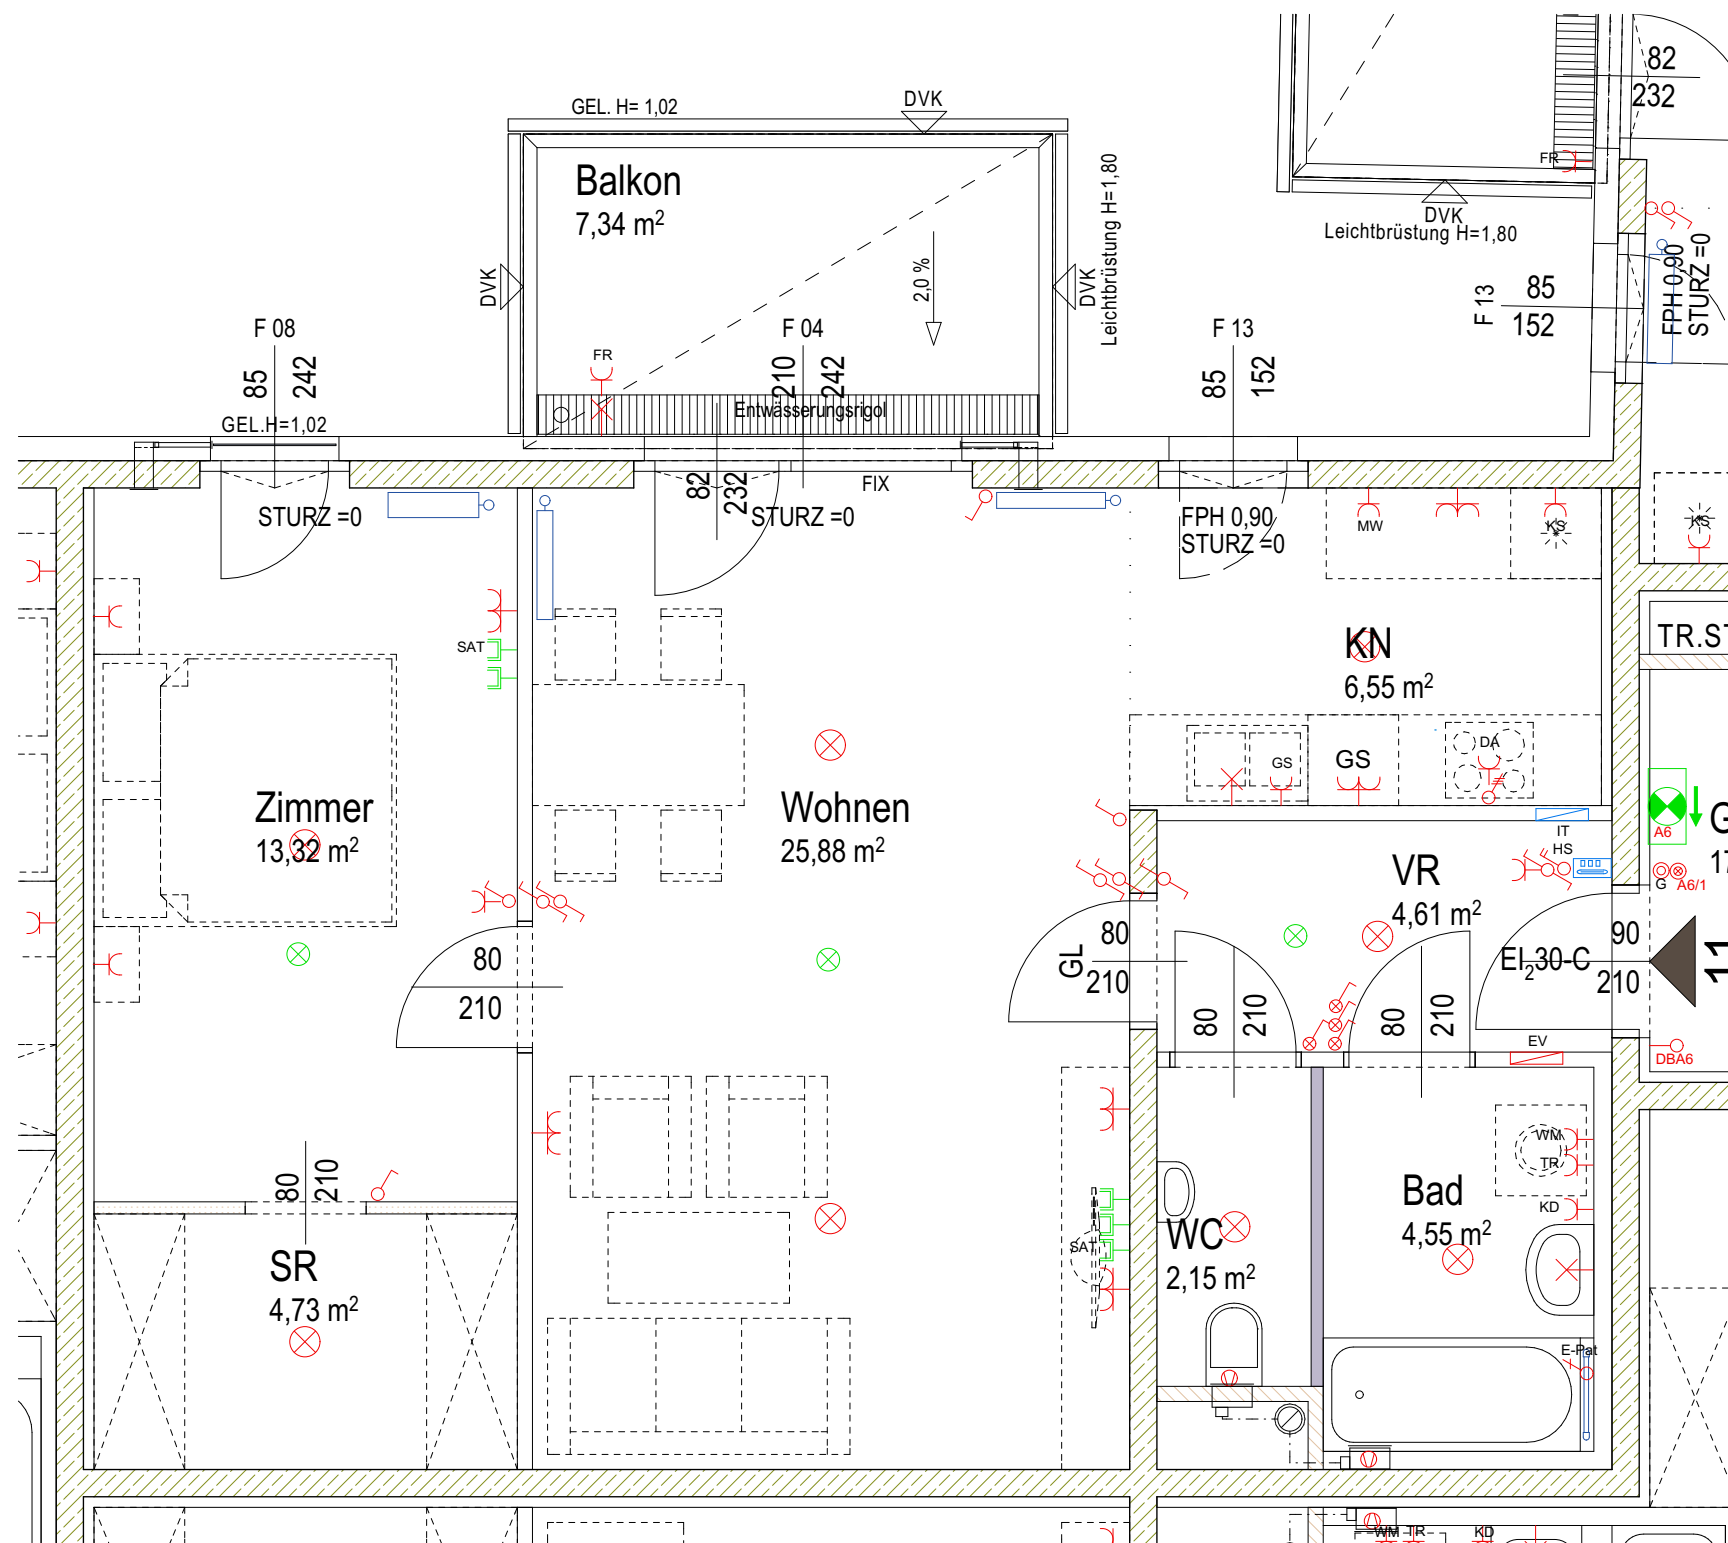 GEL. H= 1,02
DVK
82
232
Balkon
7,34 m²
Leichtbrüstung H=1,80
FR
DVK
Leichtbrüstung H=1,80
DVK
DVK
2,0 %
F 08
85
242
GEL.H=1,02
F 04
210
242
FR
Entwässerungsrigol
F 13
85
152
F 13
85
152
FPH 0,90
STURZ =0
STURZ =0
82
232
STURZ =0
FIX
FPH 0,90
STURZ =0
MW
KS
KS
SAT
KN
6,55 m²
TR.ST
GS
GS
DA
Zimmer
13,32 m²
Wohnen
25,88 m²
IT
HS
VR
4,61 m²
A6
G
17
G
A6/1
80
210
GL
80
210
EI₂30-C
90
210
11
80
210
80
210
EV
DBA6
80
210
WM
TR
KD
Bad
4,55 m²
SAT
WC
2,15 m²
SR
4,73 m²
E-Pat
WM
TR
KD